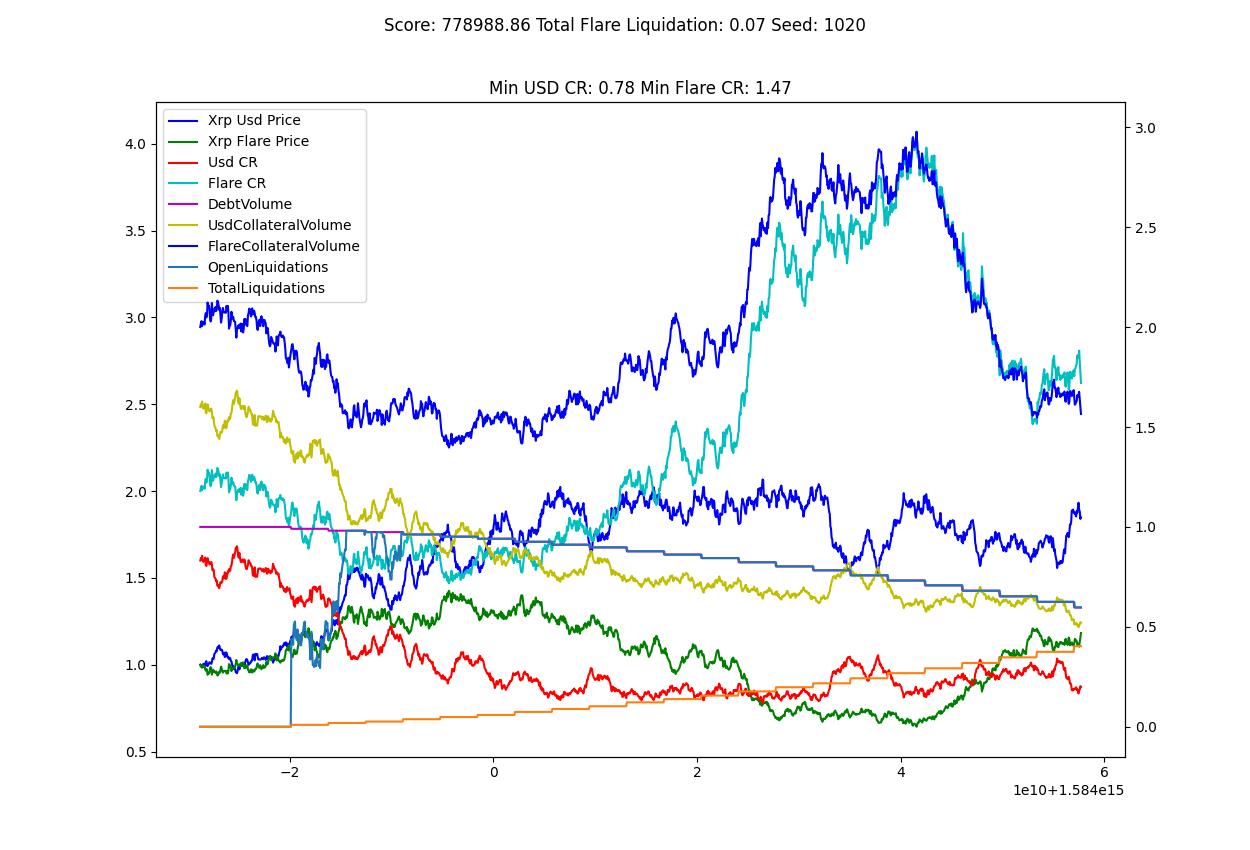 Score: 778988.86 Total Flare Liquidation: 0.07 Seed: 1020
Min USD CR: 0.78 Min Flare CR: 1.47
Xrp Usd Price
Xrp Flare Price
Usd CR
Flare CR
DebtVolume
UsdCollateralVolume
FlareCollateralVolume
OpenLiquidations
TotalLiquidations
4.0
3.5
3.0
2.5
2.0
1.5
1.0
0.5
3.0
2.5
2.0
1.5
1.0
0.5
0.0
−2
0
2
4
6
1e10+1.584e15